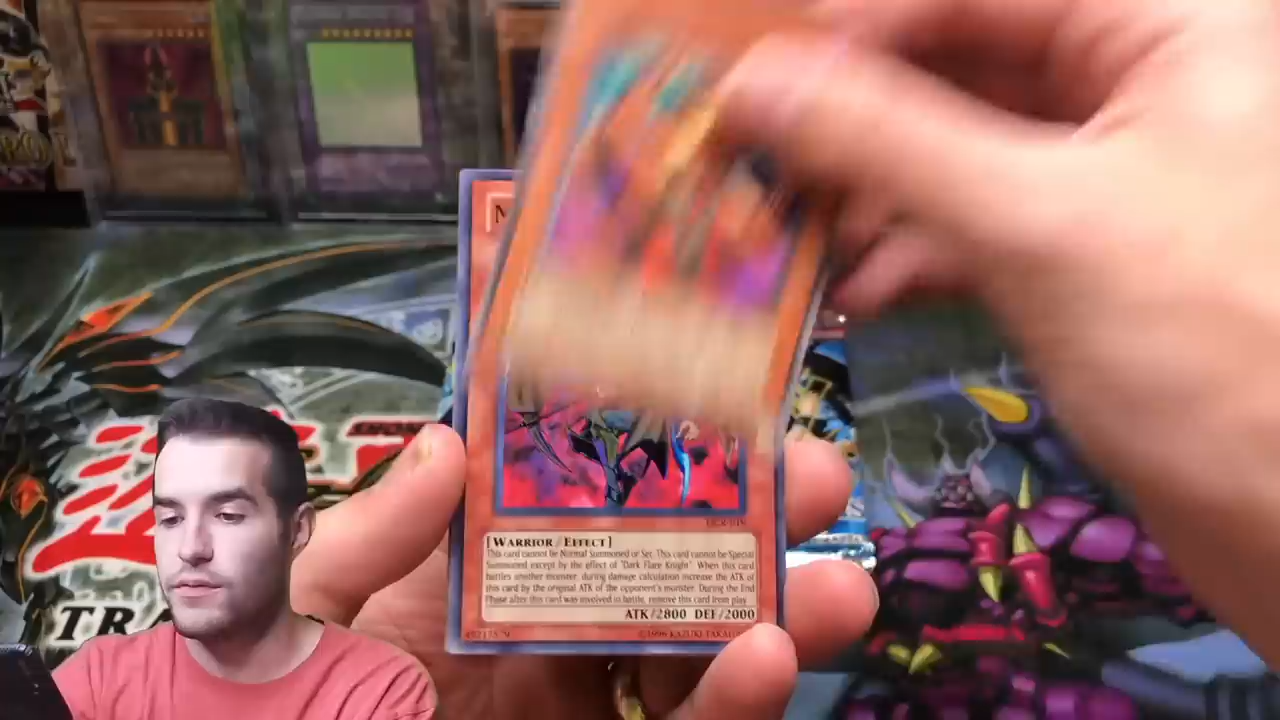 M
[WARRIOR/EFFECT]
This card cannot be Normal Summoned or Set. This card cannot be Special
Summoned except by the effect of "Dark Flare Knight". When this card
battles another monster, during damage calculation increase the ATK of
this card by the original ATK of the opponent's monster. During the End
Phase after this card was involved in battle, remove this card from play
ATK/2800 DEF/2000
©1996 KAZUKI
TRA